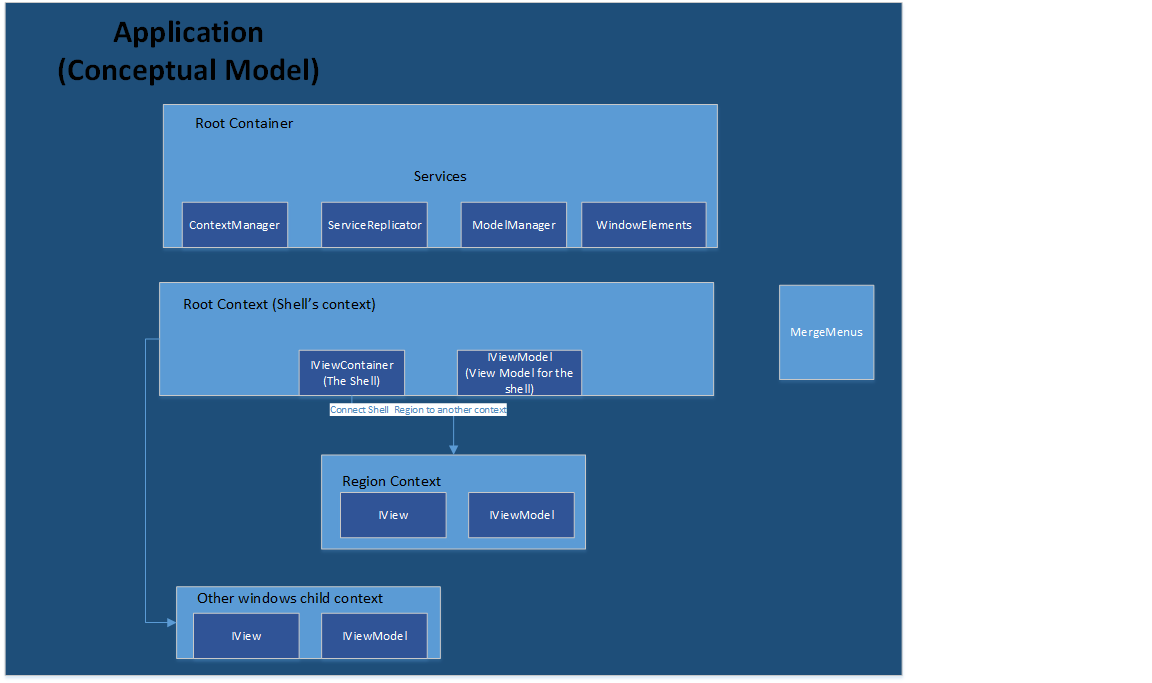 Application
(Conceptual Model)
Root Container
Services
ContextManager
ServiceReplicator
ModelManager
WindowElements
Root Context (Shell’s context)
MergeMenus
IViewContainer
(The Shell)
IViewModel
(View Model for the
shell)
Connect Shell Region to another context
Region Context
IView
IViewModel
Other windows child context
IView
IViewModel